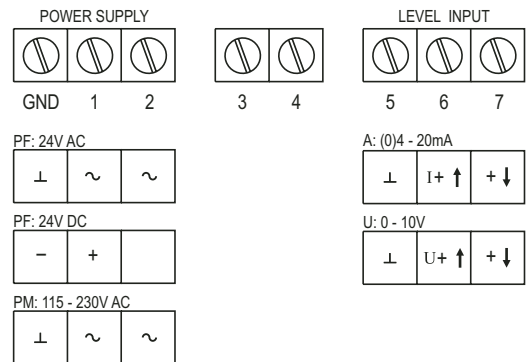 POWER SUPPLY
LEVEL INPUT
GND 1 2 3 4 5 6 7
PF: 24V AC
⊥ ~ ~
A: (0)4 - 20mA
⊥ I+ ↑ + ↓
PF: 24V DC
- +
U: 0 - 10V
⊥ U+ ↑ + ↓
PM: 115 - 230V AC
⊥ ~ ~